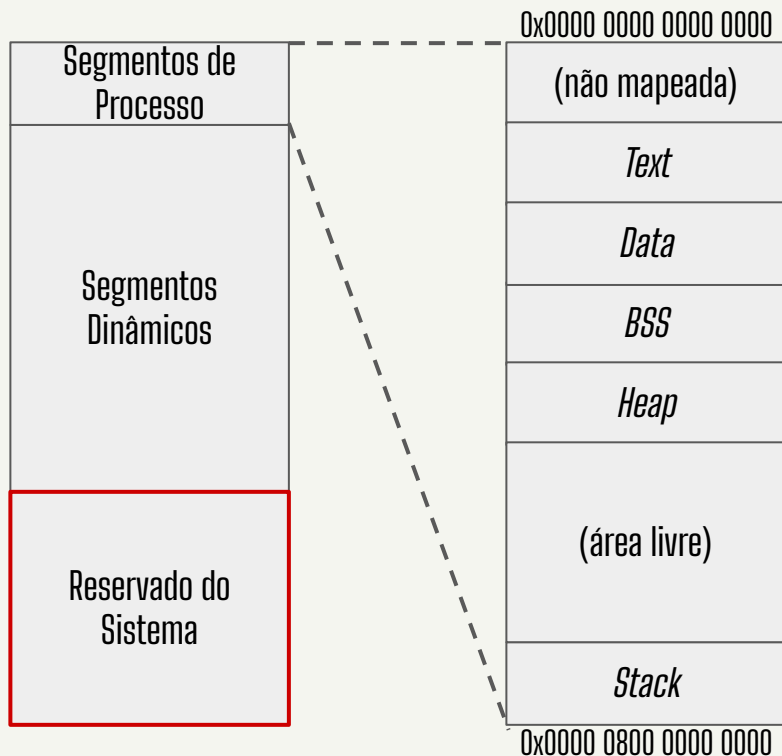 Segmentos de
Processo
Segmentos
Dinâmicos
Reservado do
Sistema
0x0000 0000 0000 0000
(não mapeada)
Text
Data
BSS
Heap
(área livre)
Stack
0x0000 0800 0000 0000